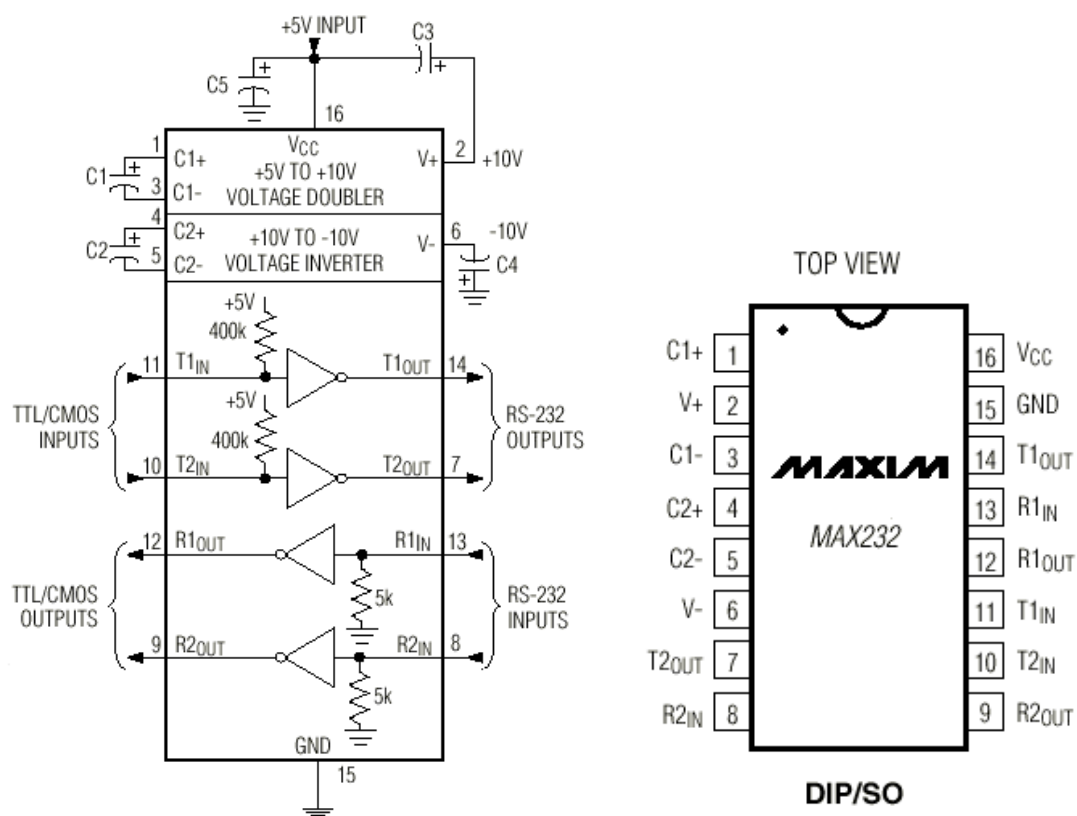 +5V INPUT
C3
+
+
C5
+
16
1
VCC
2
C1+
V+
+10V
C1
+
+5V TO +10V
3
C1-
VOLTAGE DOUBLER
4
C2+
6
-10V
C2
+
+10V TO -10V
V-
5
C2-
VOLTAGE INVERTER
C4
+
+5V
400k
11
T1IN
T1OUT
14
+5V
TTL/CMOS
INPUTS
RS-232
OUTPUTS
400k
10
T2IN
T2OUT
7
12
R1OUT
R1IN
13
5k
TTL/CMOS
OUTPUTS
RS-232
INPUTS
9
R2OUT
R2IN
8
5k
GND
15
TOP VIEW
C1+ 1
16 VCC
V+ 2
15 GND
C1- 3
14 T1OUT
MAXIM
C2+ 4
13 R1IN
MAX232
C2- 5
12 R1OUT
V- 6
11 T1IN
T2OUT 7
10 T2IN
R2IN 8
9 R2OUT
DIP/SO